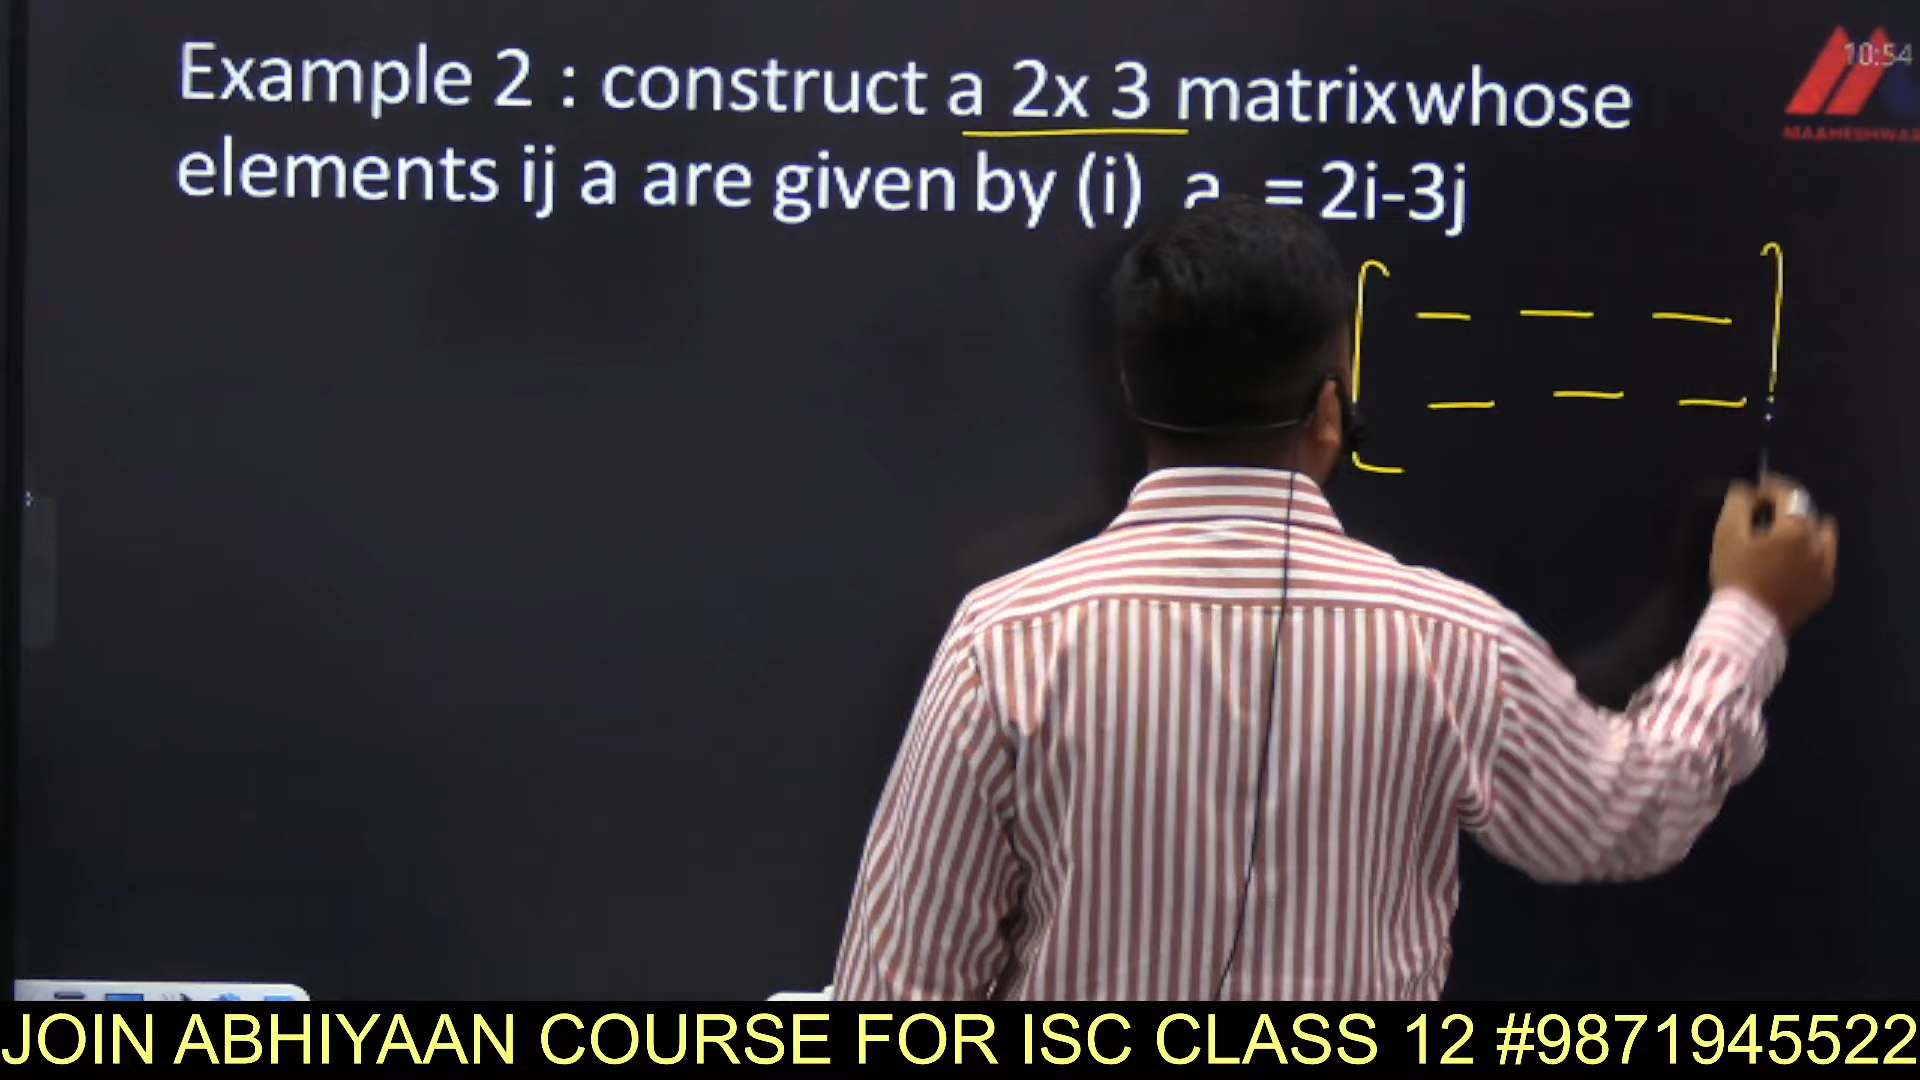 Example 2 : construct a 2x 3 matrix whose
elements ij a are given by (i) a = 2i-3j
10:54
JOIN ABHIYAAN COURSE FOR ISC CLASS 12 #9871945522